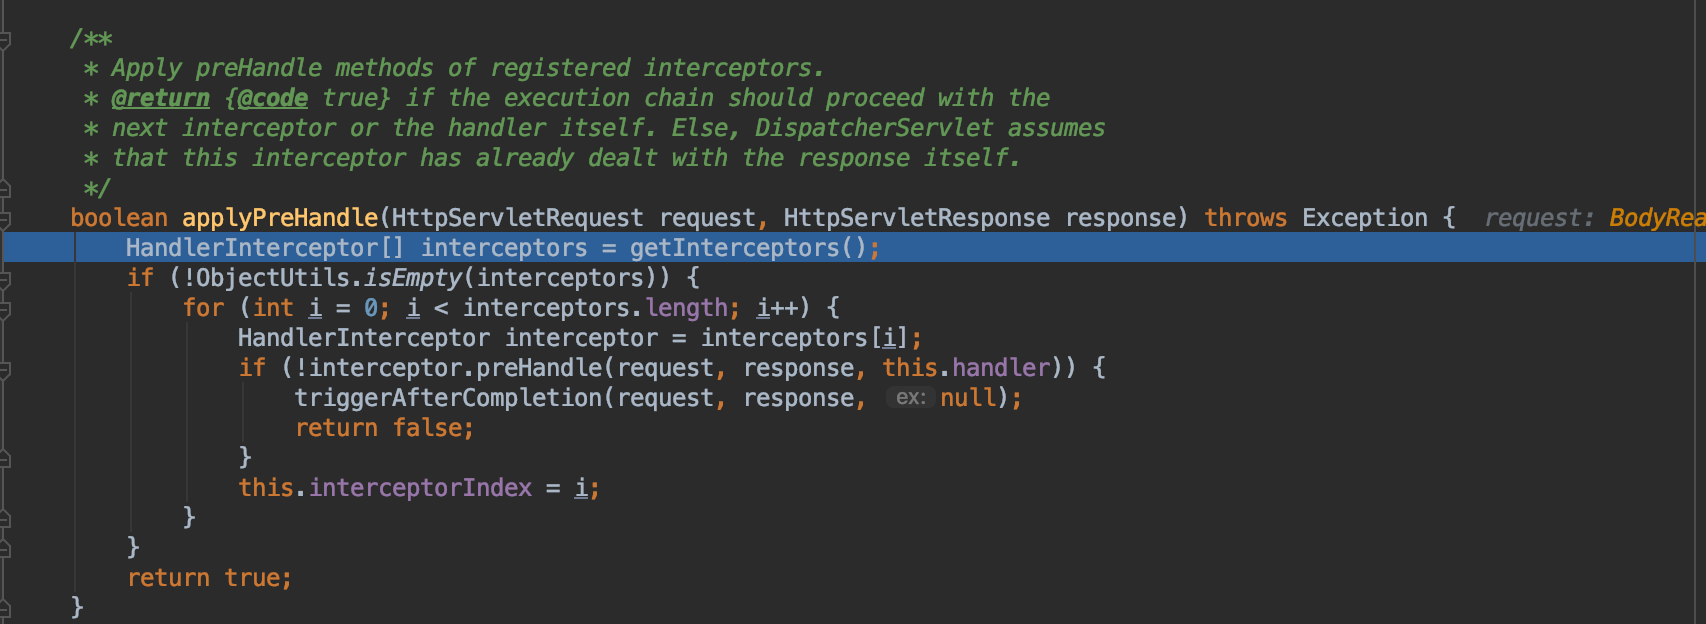 /**
 * Apply preHandle methods of registered interceptors.
 * @return {@code true} if the execution chain should proceed with the
 * next interceptor or the handler itself. Else, DispatcherServlet assumes
 * that this interceptor has already dealt with the response itself.
 */
boolean applyPreHandle(HttpServletRequest request, HttpServletResponse response) throws Exception {  request: BodyRea
    HandlerInterceptor[] interceptors = getInterceptors();
    if (!ObjectUtils.isEmpty(interceptors)) {
        for (int i = 0; i < interceptors.length; i++) {
            HandlerInterceptor interceptor = interceptors[i];
            if (!interceptor.preHandle(request, response, this.handler)) {
                triggerAfterCompletion(request, response, ex: null);
                return false;
            }
            this.interceptorIndex = i;
        }
    }
    return true;
}